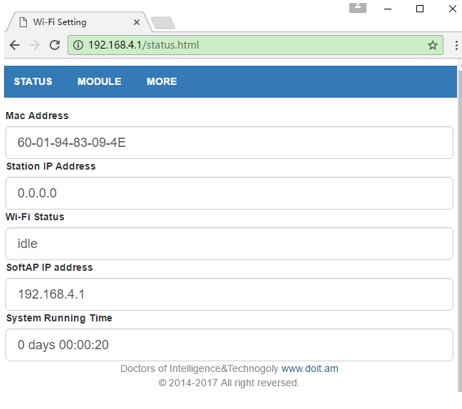 Wi-Fi Setting
192.168.4.1/status.html
STATUS MODULE MORE
Mac Address
60-01-94-83-09-4E
Station IP Address
0.0.0.0
Wi-Fi Status
idle
SoftAP IP address
192.168.4.1
System Running Time
0 days 00:00:20
Doctors of Intelligence&Technogoly www.doit.am
© 2014-2017 All right reversed.